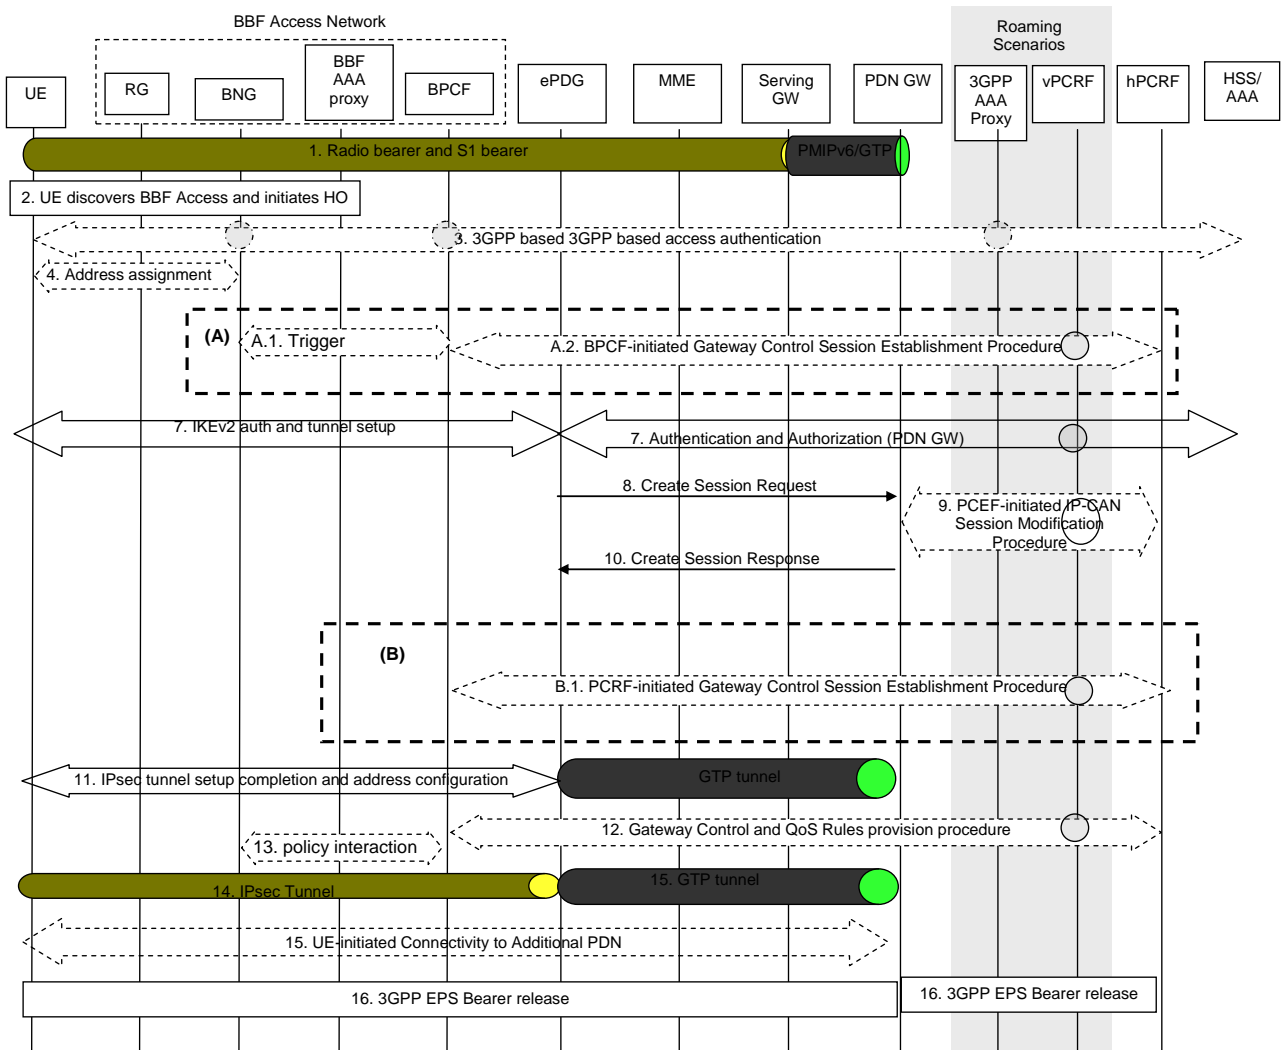 BBF Access Network
Roaming
Scenarios
UE
RG
BNG
BBF
AAA
proxy
BPCF
ePDG
MME
Serving
GW
PDN GW
3GPP
AAA
Proxy
vPCRF
hPCRF
HSS/
AAA
1. Radio bearer and S1 bearer
PMIPv6/GTP
2. UE discovers BBF Access and initiates HO
3. 3GPP based 3GPP based access authentication
4. Address assignment
(A)
A.1. Trigger
A.2. BPCF-initiated Gateway Control Session Establishment Procedure
7. IKEv2 auth and tunnel setup
7. Authentication and Authorization (PDN GW)
8. Create Session Request
9. PCEF-initiated IP-CAN
Session Modification
Procedure
10. Create Session Response
(B)
B.1. PCRF-initiated Gateway Control Session Establishment Procedure
11. IPsec tunnel setup completion and address configuration
GTP tunnel
12. Gateway Control and QoS Rules provision procedure
13. policy interaction
14. IPsec Tunnel
15. GTP tunnel
15. UE-initiated Connectivity to Additional PDN
16. 3GPP EPS Bearer release
16. 3GPP EPS Bearer release